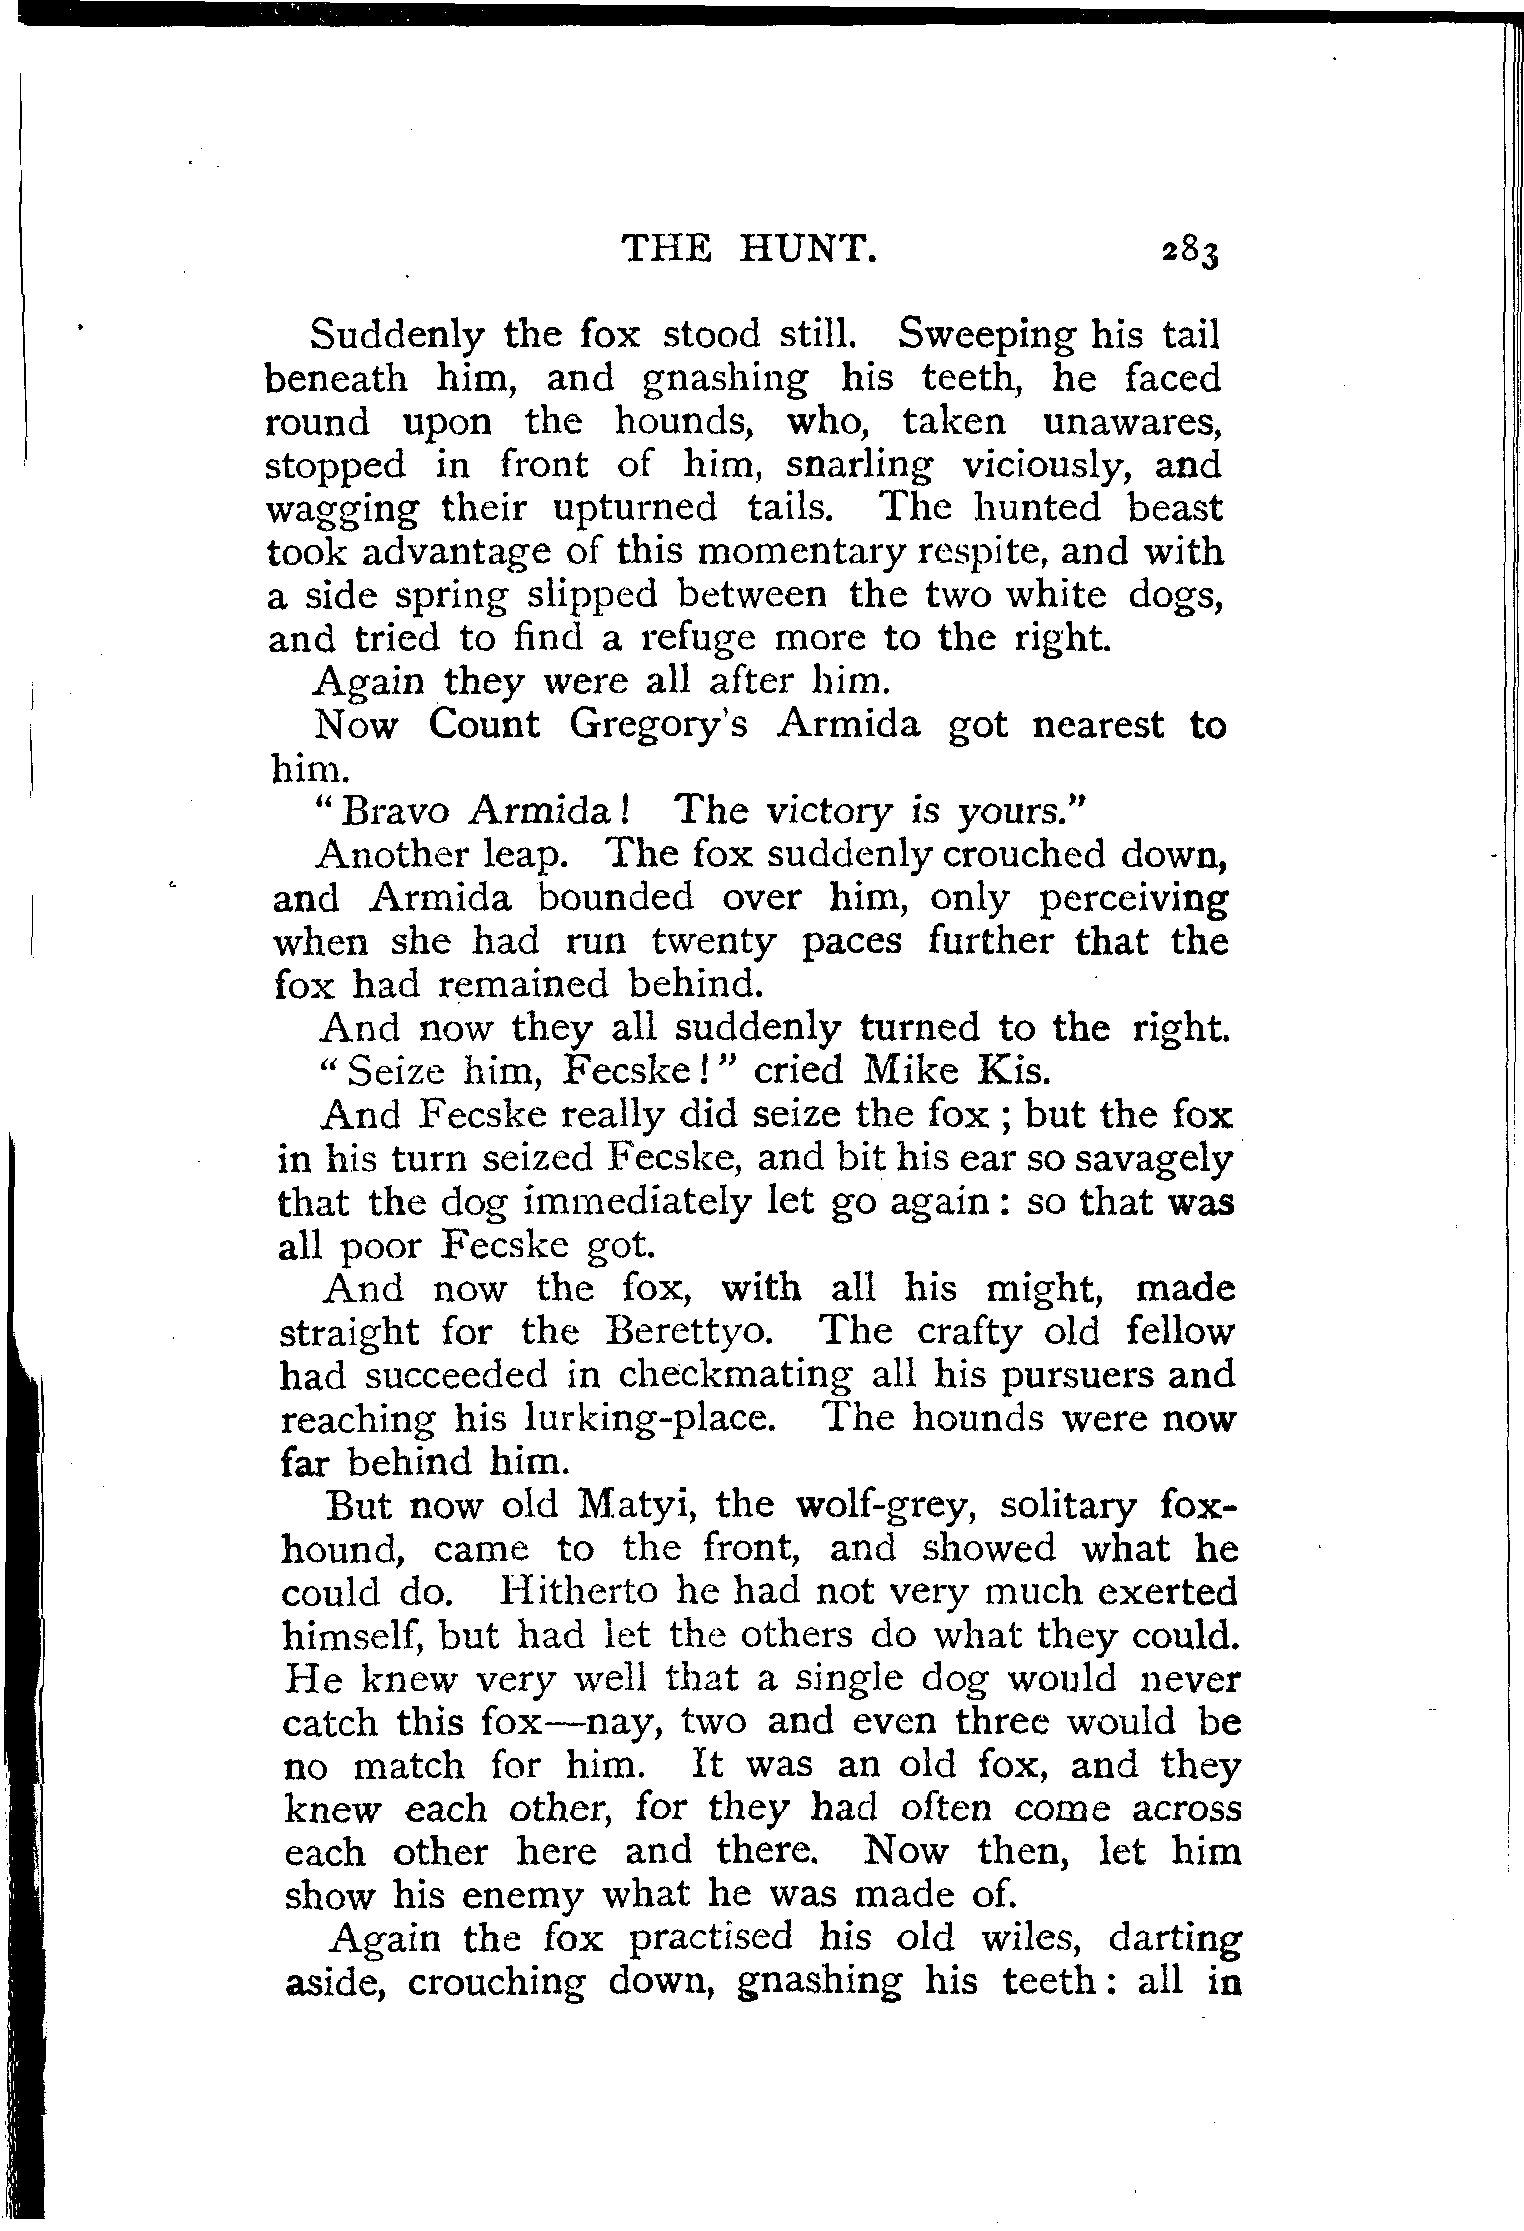 THE HUNT. 283
Suddenly the fox stood still. Sweeping his tail
beneath him, and gnashing his teeth, he faced
round upon the hounds, who, taken unawares,
stopped in front of him, snarling viciously, and
wagging their upturned tails. The hunted beast
took advantage of this momentary respite, and with
a side spring slipped between the two white dogs,
and tried to find a refuge more to the right.
Again they were all after him.
Now Count Gregory's Armida got nearest to
him.
"Bravo Armida! The victory is yours."
Another leap. The fox suddenly crouched down,
and Armida bounded over him, only perceiving
when she had run twenty paces further that the
fox had remained behind.
And now they all suddenly turned to the right.
"Seize him, Fecske!" cried Mike Kis.
And Fecske really did seize the fox; but the fox
in his turn seized Fecske, and bit his ear so savagely
that the dog immediately let go again: so that was
all poor Fecske got.
And now the fox, with all his might, made
straight for the Berettyo. The crafty old fellow
had succeeded in checkmating all his pursuers and
reaching his lurking-place. The hounds were now
far behind him.
But now old Matyi, the wolf-grey, solitary fox-
hound, came to the front, and showed what he
could do. Hitherto he had not very much exerted
himself, but had let the others do what they could.
He knew very well that a single dog would never
catch this fox—nay, two and even three would be
no match for him. It was an old fox, and they
knew each other, for they had often come across
each other here and there. Now then, let him
show his enemy what he was made of.
Again the fox practised his old wiles, darting
aside, crouching down, gnashing his teeth: all in